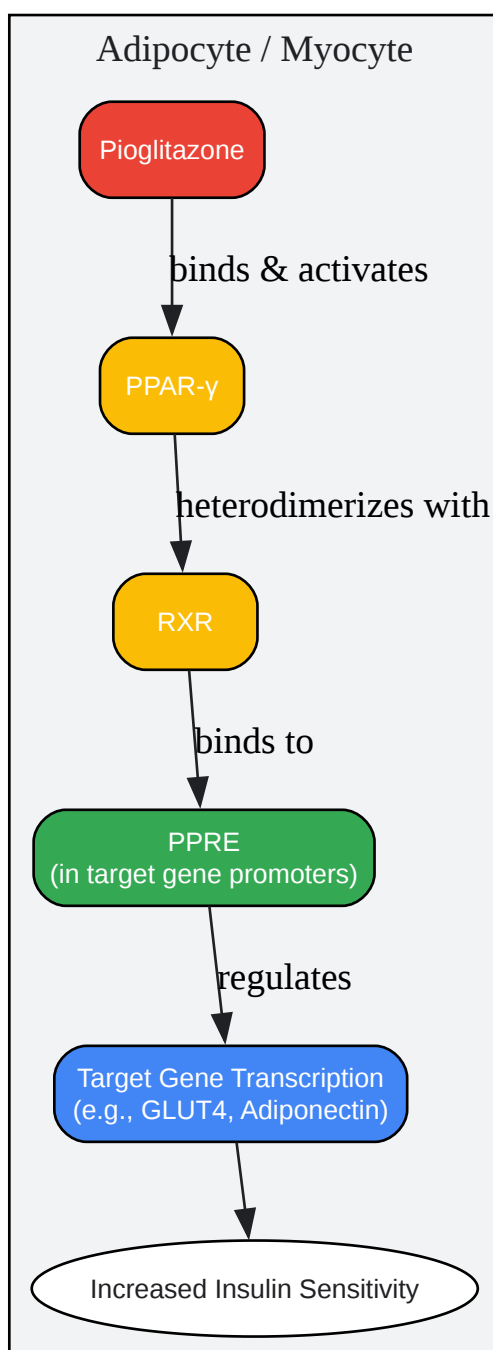 Adipocyte / Myocyte
Pioglitazone
binds & activates
PPAR-γ
heterodimerizes with
RXR
binds to
PPRE
(in target gene promoters)
regulates
Target Gene Transcription
(e.g., GLUT4, Adiponectin)
Increased Insulin Sensitivity